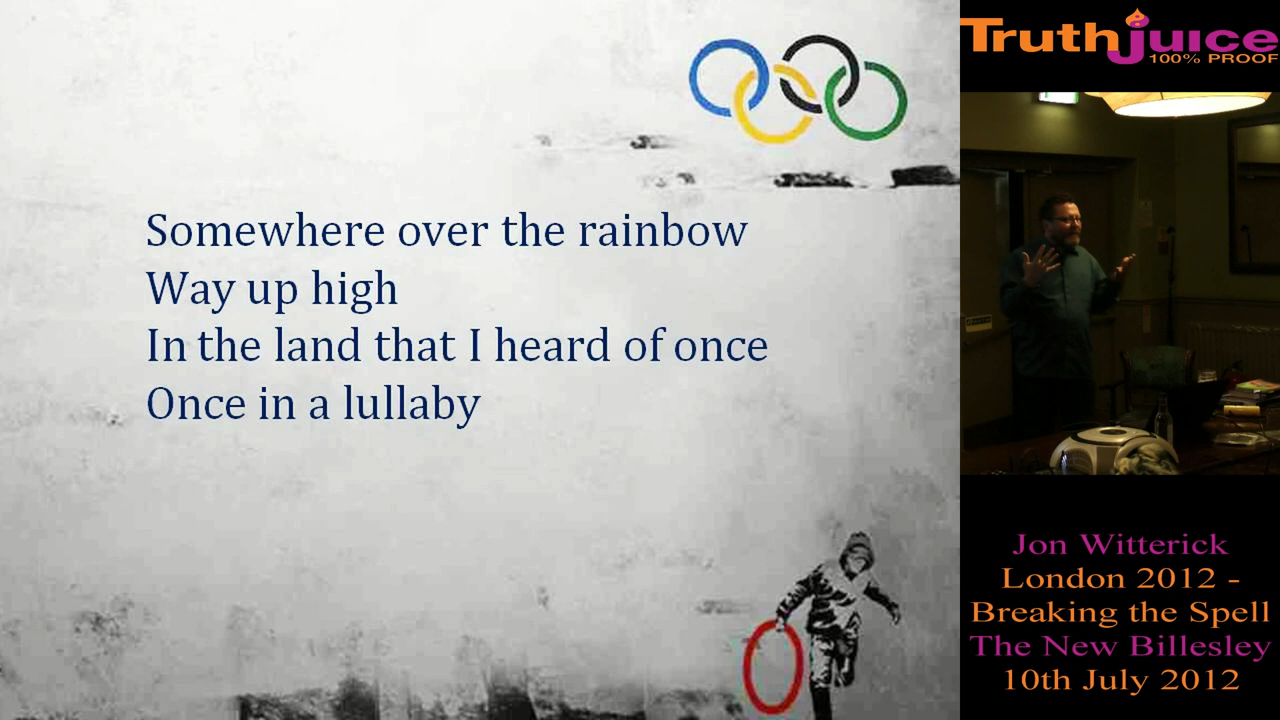 Somewhere over the rainbow
Way up high
In the land that I heard of once
Once in a lullaby
Truthjuice
100% PROOF
Jon Witterick
London 2012 -
Breaking the Spell
The New Billesley
10th July 2012